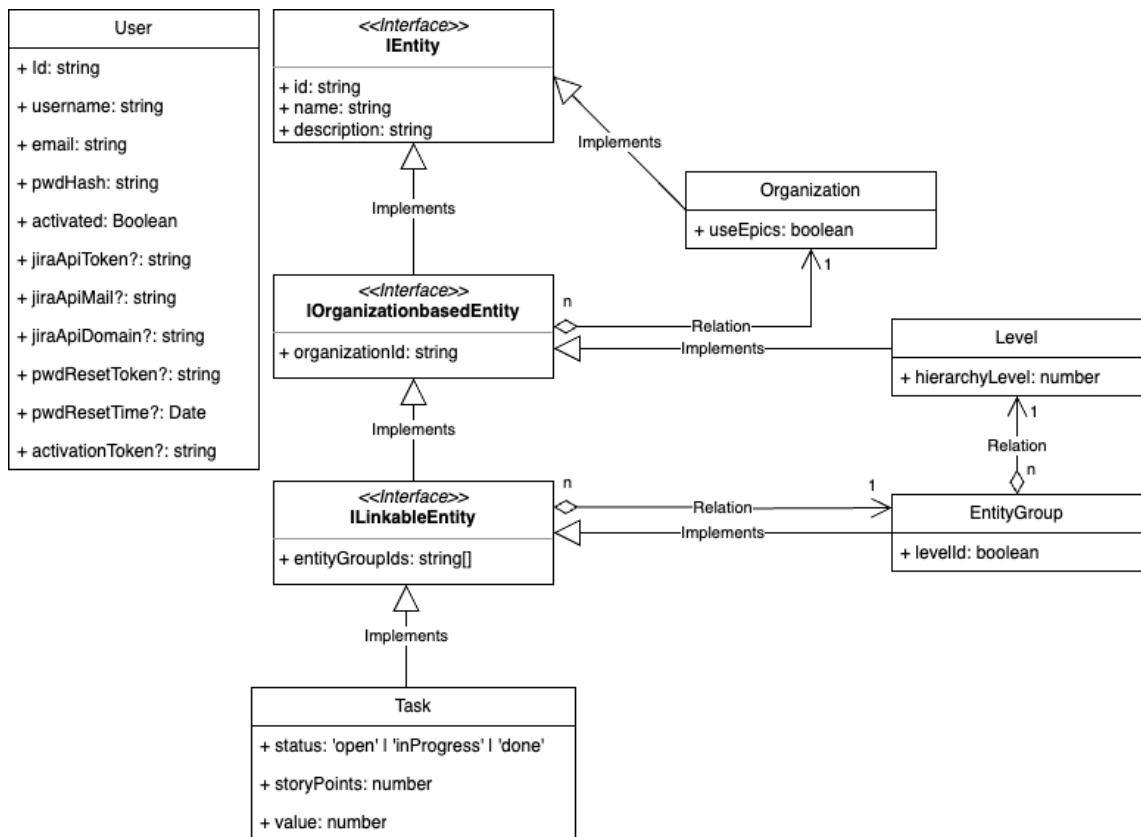 User
+ Id: string
+ username: string
+ email: string
+ pwdHash: string
+ activated: Boolean
+ jiraApiToken?: string
+ jiraApiMail?: string
+ jiraApiDomain?: string
+ pwdResetToken?: string
+ pwdResetTime?: Date
+ activationToken?: string
<<Interface>>
IEntity
+ id: string
+ name: string
+ description: string
Implements
Implements
Organization
+ useEpics: boolean
1
<<Interface>>
IOrganizationbasedEntity
+ organizationId: string
n
Relation
Implements
Level
+ hierarchyLevel: number
1
Relation
n
Implements
<<Interface>>
ILinkableEntity
+ entityGroupIds: string[]
n
Relation
1
Implements
EntityGroup
+ levelId: boolean
Implements
Task
+ status: 'open' | 'inProgress' | 'done'
+ storyPoints: number
+ value: number